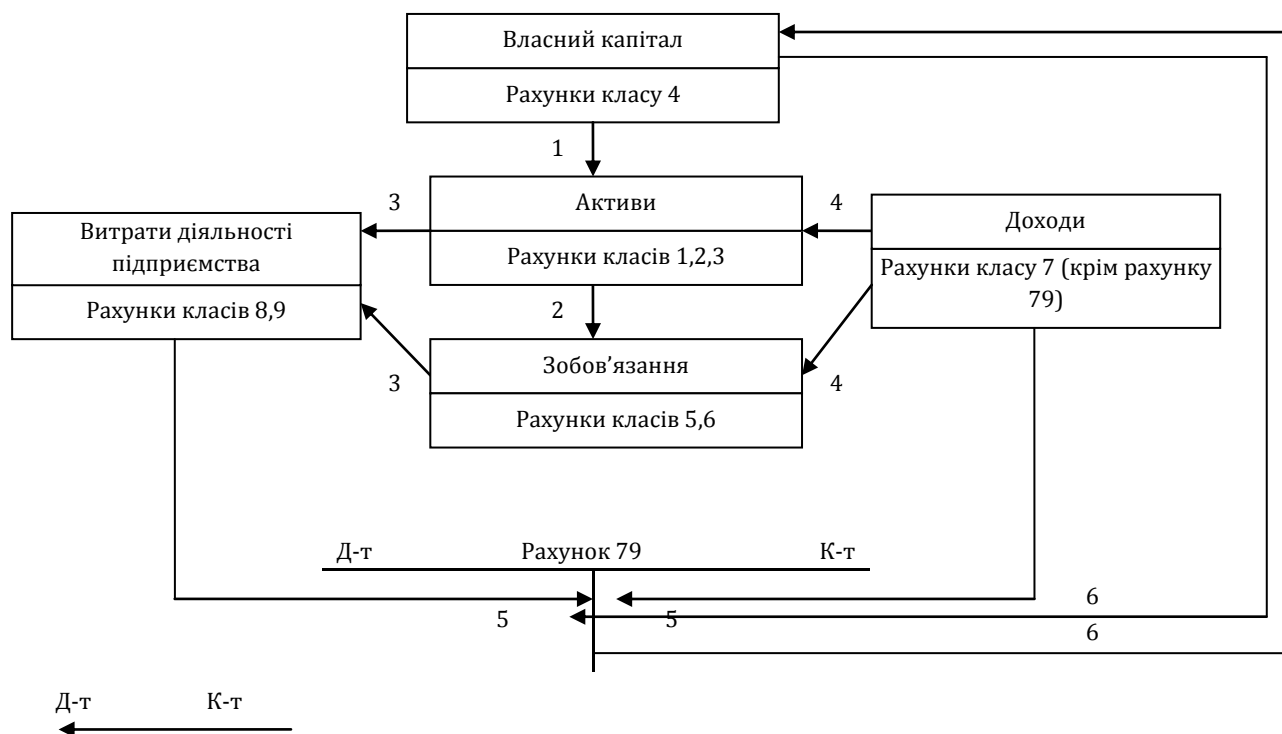 Власний капітал
Рахунки класу 4
1
Активи
Рахунки класів 1,2,3
3
4
Витрати діяльності
підприємства
Рахунки класів 8,9
Доходи
Рахунки класу 7 (крім рахунку
79)
2
Зобов’язання
Рахунки класів 5,6
3
4
Д-т
Рахунок 79
К-т
5
5
6
6
Д-т
К-т